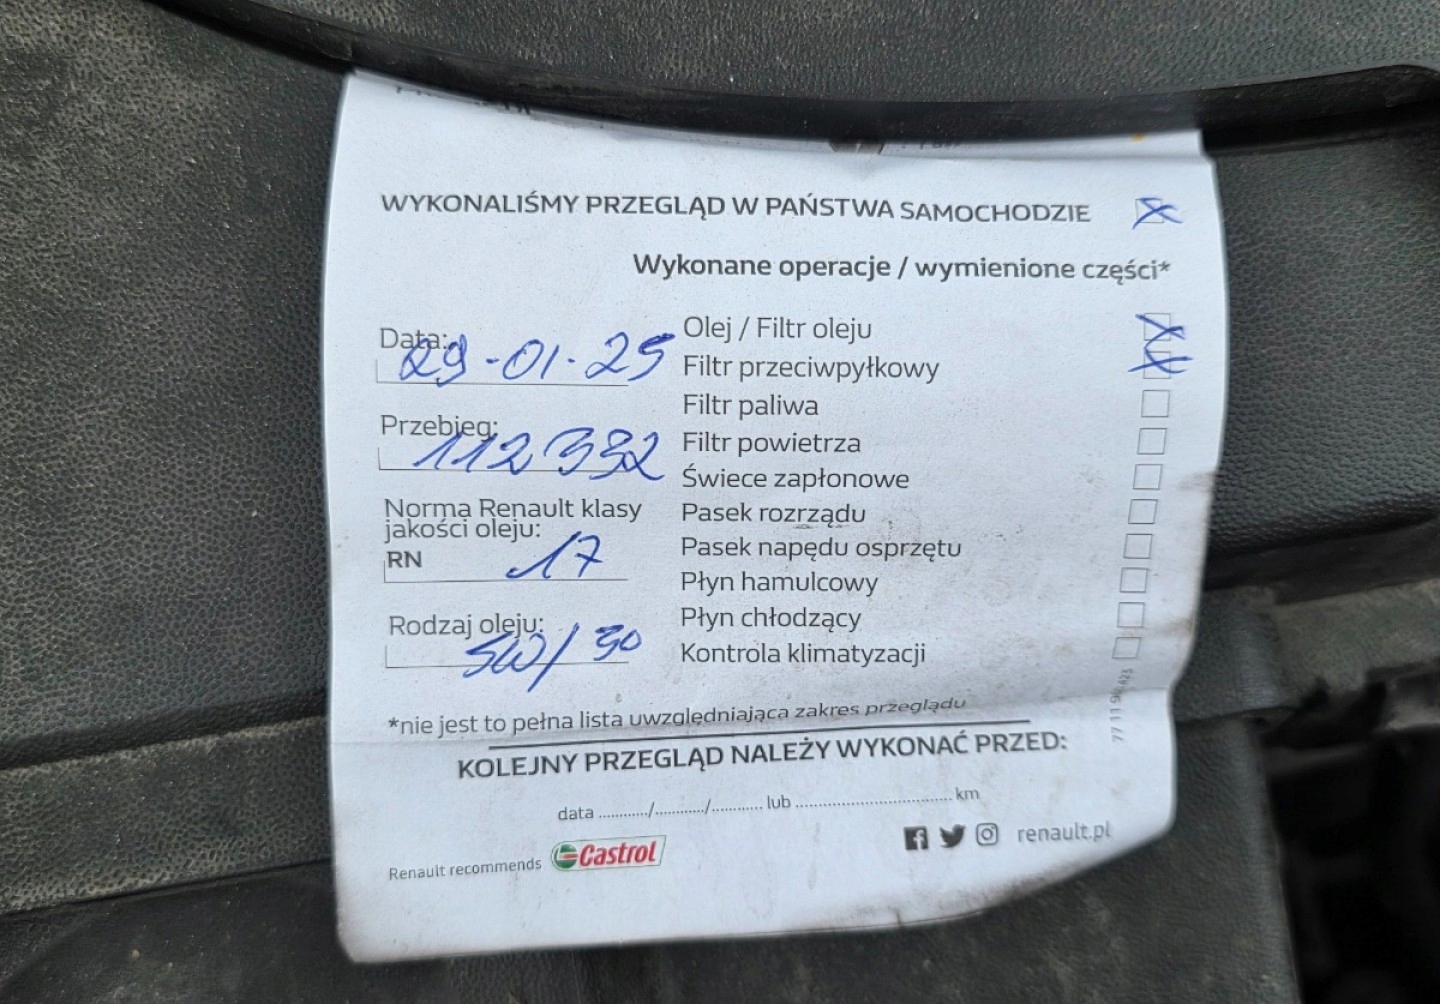 WYKONALIŚMY PRZEGLĄD W PAŃSTWA SAMOCHODZIE
Wykonane operacje / wymienione części*
Data:
29-01-25
Przebieg:
112332
Norma Renault klasy
jakości oleju:
RN 17
Rodzaj oleju:
5W/30
Olej / Filtr oleju
Filtr przeciwpyłkowy
Filtr paliwa
Filtr powietrza
Świece zapłonowe
Pasek rozrządu
Pasek napędu osprzętu
Płyn hamulcowy
Płyn chłodzący
Kontrola klimatyzacji
*nie jest to pełna lista uwzględniająca zakres przeglądu
KOLEJNY PRZEGLĄD NALEŻY WYKONAĆ PRZED:
data ............/............/............ lub .................................. km
Renault recommends Castrol
renault.pl
77 11